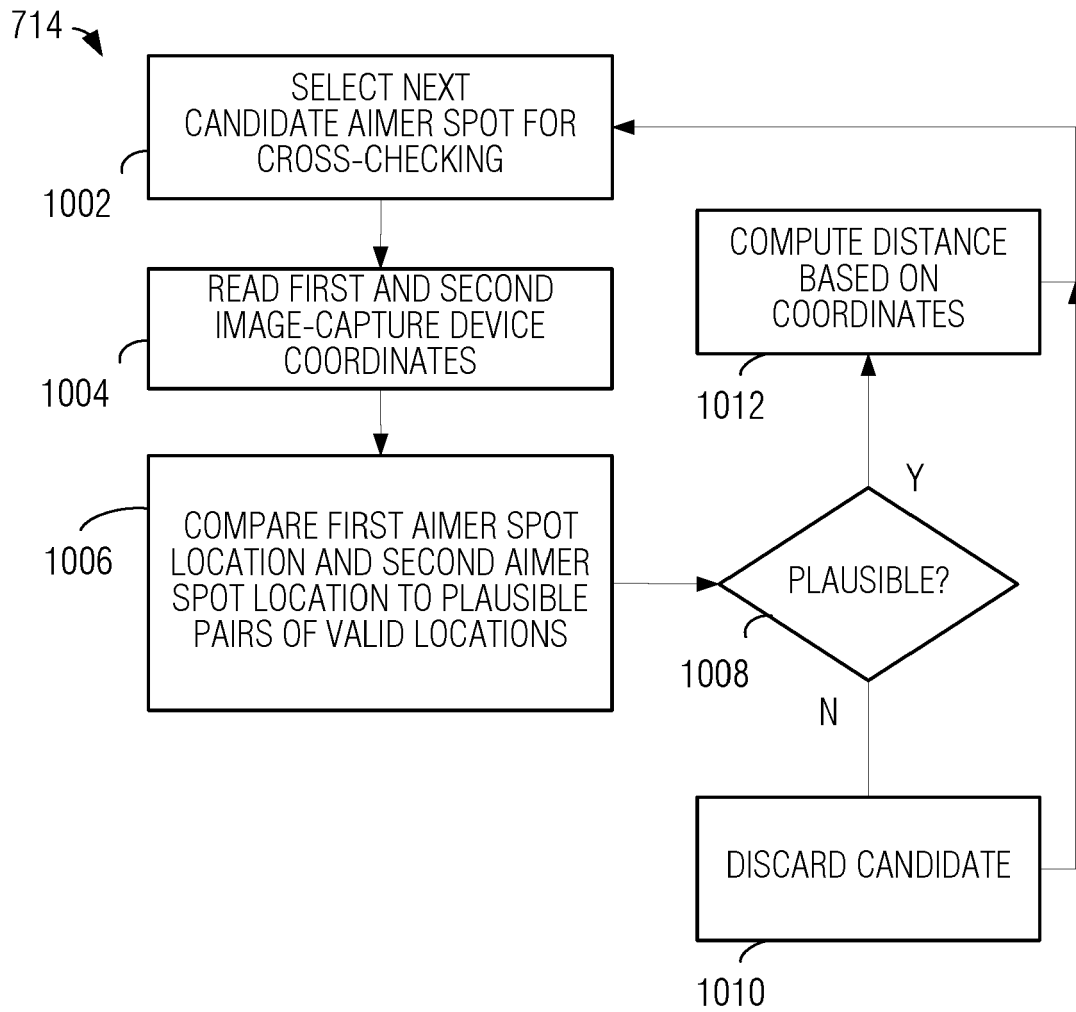 714
SELECT NEXT
CANDIDATE AIMER SPOT FOR
CROSS-CHECKING
1002
READ FIRST AND SECOND
IMAGE-CAPTURE DEVICE
COORDINATES
1004
COMPARE FIRST AIMER SPOT
LOCATION AND SECOND AIMER
SPOT LOCATION TO PLAUSIBLE
PAIRS OF VALID LOCATIONS
1006
PLAUSIBLE?
1008
Y
COMPUTE DISTANCE
BASED ON
COORDINATES
1012
N
DISCARD CANDIDATE
1010